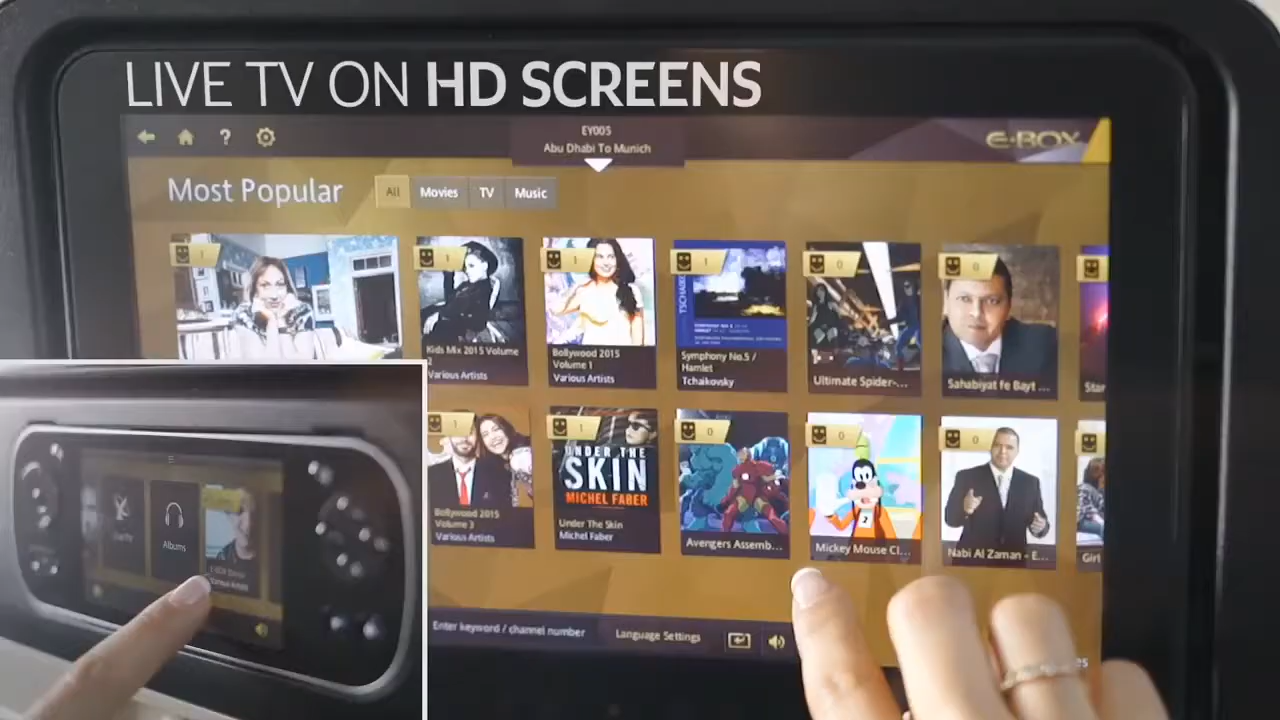 LIVE TV ON HD SCREENS
EY005
Abu Dhabi To Munich
E-BOX
Most Popular
All
Movies
TV
Music
1
1
1
1
0
0
Kids Mix 2015 Volume
Various Artists
Bollywood 2015
Volume 1
Various Artists
Symphony No.5 /
Hamlet
Tchaikovsky
Ultimate Spider-...
Sahabiyat fe Bayt ...
Star
1
1
0
0
0
UNDER THE
SKIN
MICHEL FABER
Bollywood 2015
Volume 3
Various Artists
Under The Skin
Michel Faber
Avengers Assemb...
Mickey Mouse Cl...
Nabi Al Zaman - E...
Girl
Albums
Various Artists
Enter keyword / channel number
Language Settings